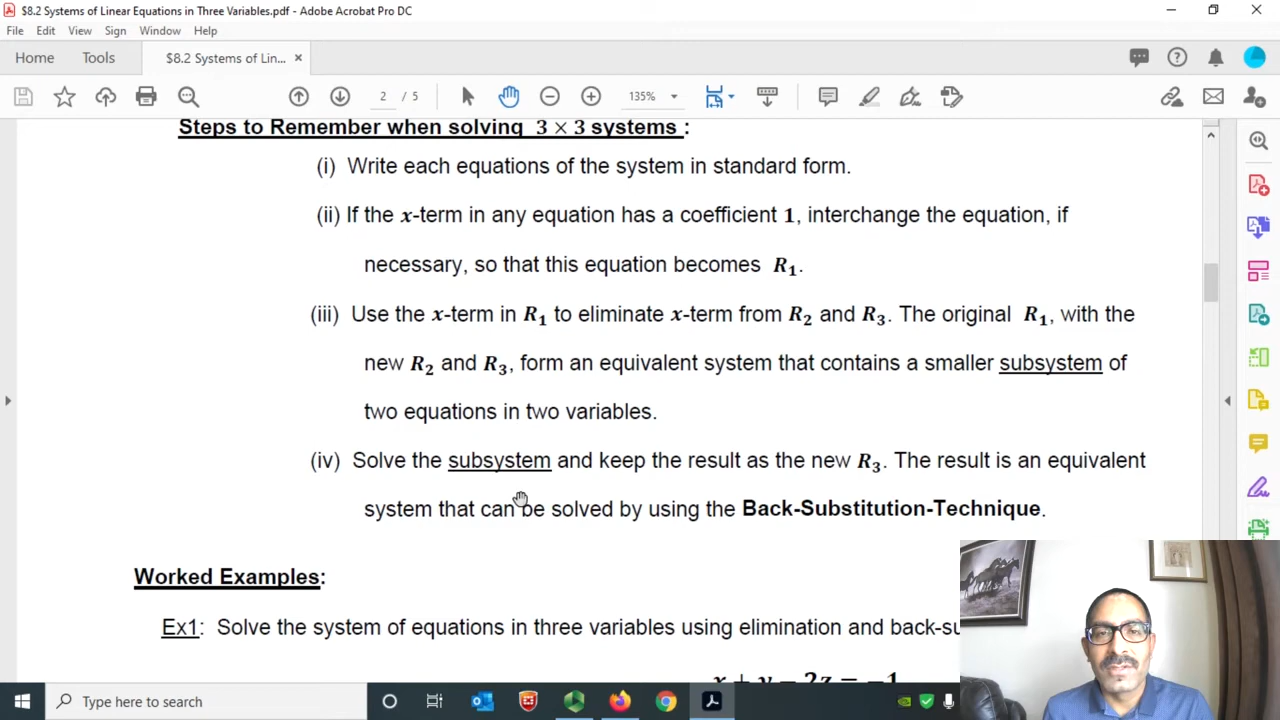 $8.2 Systems of Linear Equations in Three Variables.pdf - Adobe Acrobat Pro DC
File Edit View Sign Window Help
Home Tools $8.2 Systems of Lin... ×
2 / 5 135%
Steps to Remember when solving 3 × 3 systems :
(i) Write each equations of the system in standard form.
(ii) If the x-term in any equation has a coefficient 1, interchange the equation, if
necessary, so that this equation becomes R₁.
(iii) Use the x-term in R₁ to eliminate x-term from R₂ and R₃. The original R₁, with the
new R₂ and R₃, form an equivalent system that contains a smaller subsystem of
two equations in two variables.
(iv) Solve the subsystem and keep the result as the new R₃. The result is an equivalent
system that can be solved by using the Back-Substitution-Technique.
Worked Examples:
Ex1: Solve the system of equations in three variables using elimination and back-su
x + y − 2z = −1
Type here to search